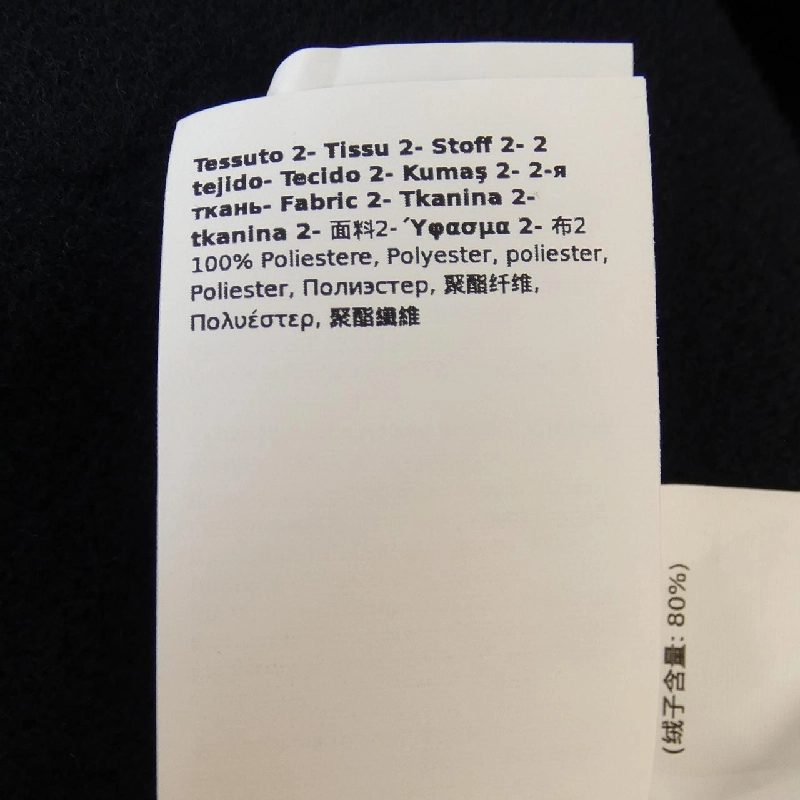 Tessuto 2- Tissu 2- Stoff 2- 2
tejido- Tecido 2- Kumaş 2- 2-я
ткань- Fabric 2- Tkanina 2-
tkanina 2- 面料2- Ύφασμα 2- 布2
100% Poliestere, Polyester, poliester,
Poliester, Полиэстер, 聚酯纤维,
Πολυέστερ, 聚酯纖維
(绒子含量: 80%)